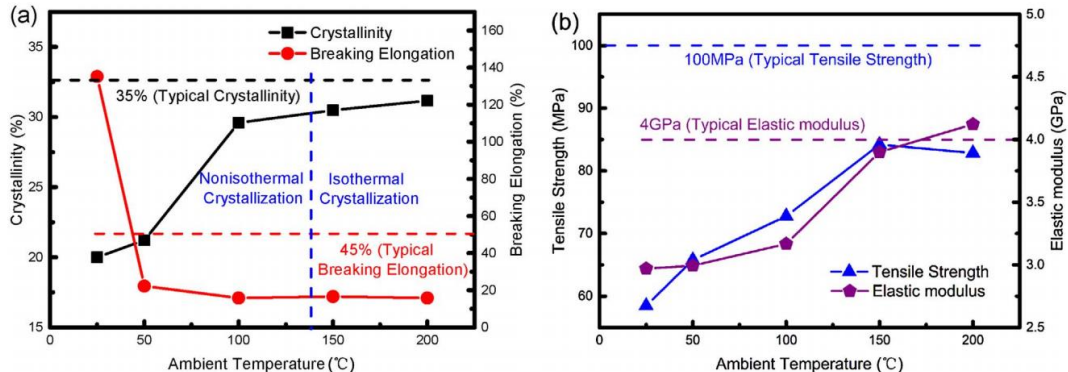 (a)
Crystallinity
Breaking Elongation
35% (Typical Crystallinity)
Nonisothermal
Crystallization
Isothermal
Crystallization
45% (Typical
Breaking Elongation)
Crystallinity (%)
35
30
25
20
15
Breaking Elongation (%)
160
140
120
100
80
60
40
20
0
0
50
100
150
200
Ambient Temperature (℃)
(b)
100MPa (Typical Tensile Strength)
4GPa (Typical Elastic modulus)
Tensile Strength
Elastic modulus
Tensile Strength (MPa)
100
95
90
85
80
75
70
65
60
Elastic modulus (GPa)
5.0
4.5
4.0
3.5
3.0
2.5
0
50
100
150
200
Ambient Temperature (℃)